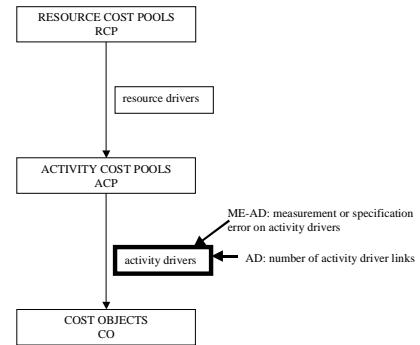 RESOURCE COST POOLS
RCP
resource drivers
ACTIVITY COST POOLS
ACP
ME-AD: measurement or specification
error on activity drivers
activity drivers
AD: number of activity driver links
COST OBJECTS
CO